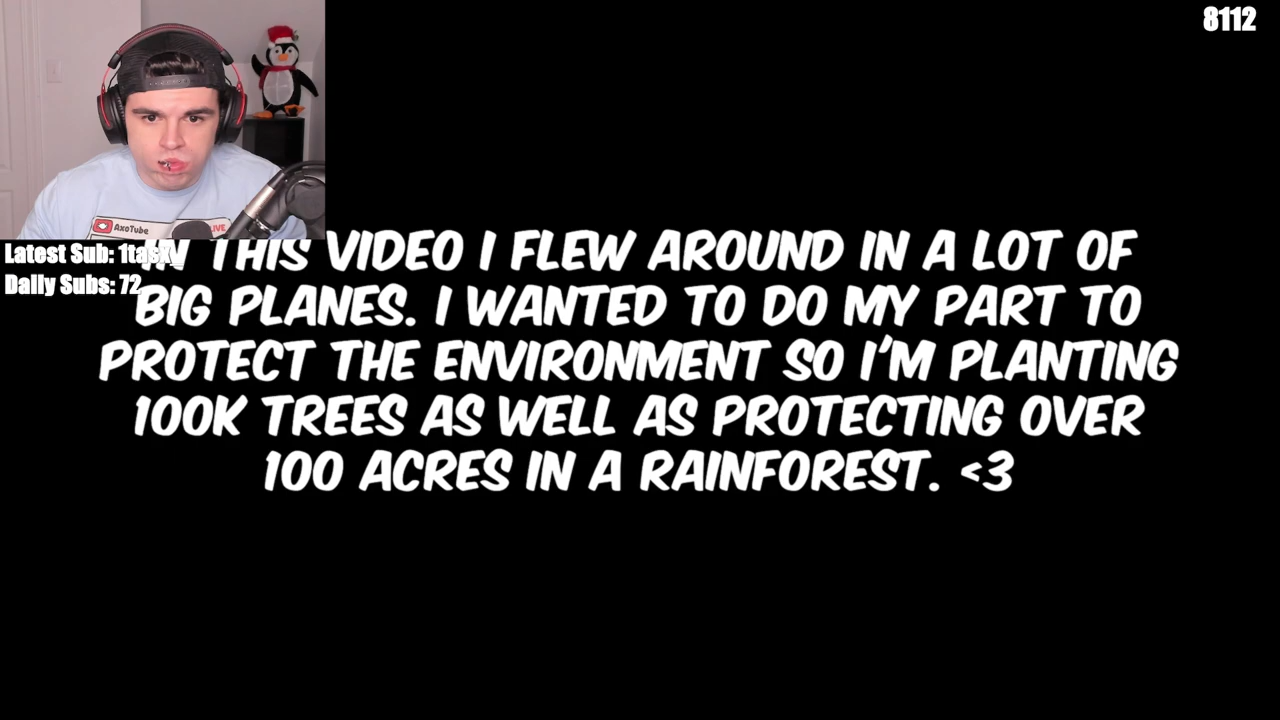 8112
AxoTube
LIVE
Latest Sub:
Daily Subs: 72
THIS VIDEO I FLEW AROUND IN A LOT OF
BIG PLANES. I WANTED TO DO MY PART TO
PROTECT THE ENVIRONMENT SO I'M PLANTING
100K TREES AS WELL AS PROTECTING OVER
100 ACRES IN A RAINFOREST. <3